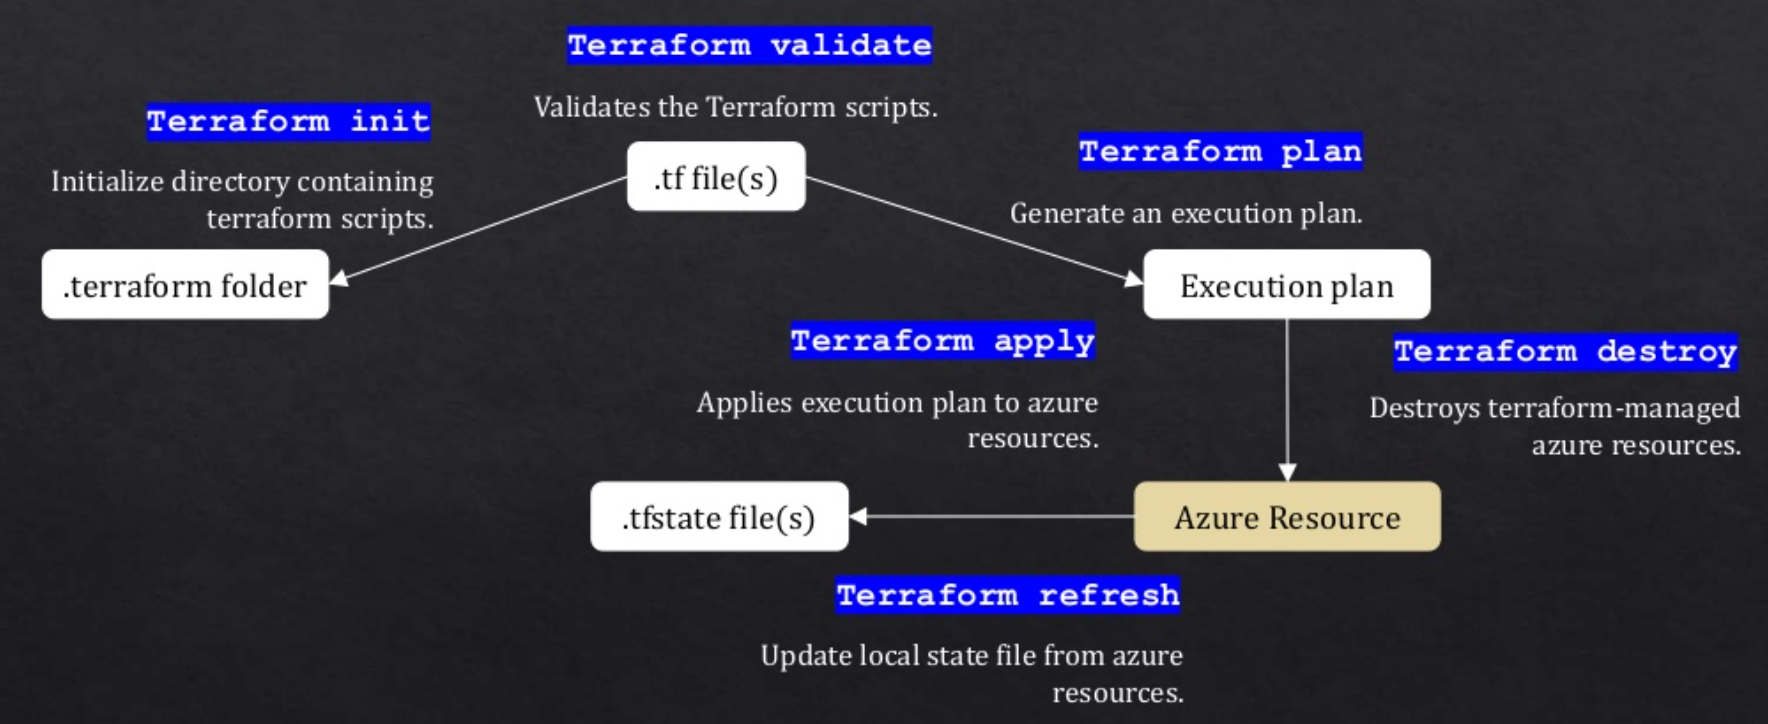 Terraform validate
Validates the Terraform scripts.
Terraform init
Initialize directory containing
terraform scripts.
.tf file(s)
Terraform plan
Generate an execution plan.
.terraform folder
Execution plan
Terraform apply
Applies execution plan to azure
resources.
Terraform destroy
Destroys terraform-managed
azure resources.
.tfstate file(s)
Azure Resource
Terraform refresh
Update local state file from azure
resources.